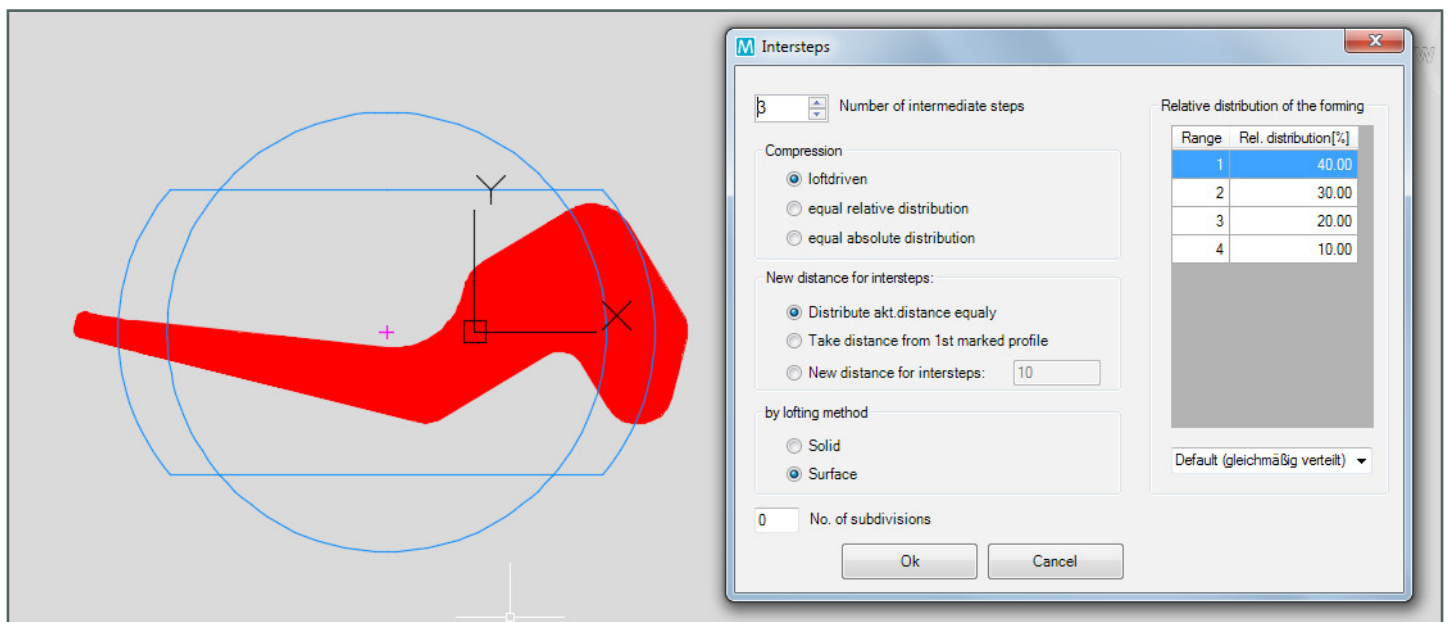 Intersteps
3 Number of intermediate steps
Compression
loftdriven
equal relative distribution
equal absolute distribution
New distance for intersteps:
Distribute akt.distance equaly
Take distance from 1st marked profile
New distance for intersteps: 10
by lofting method
Solid
Surface
0 No. of subdivisions
Ok Cancel
Relative distribution of the forming
Range Rel. distribution[%]
1 40.00
2 30.00
3 20.00
4 10.00
Default (gleichmäßig verteilt)
Y
X
W